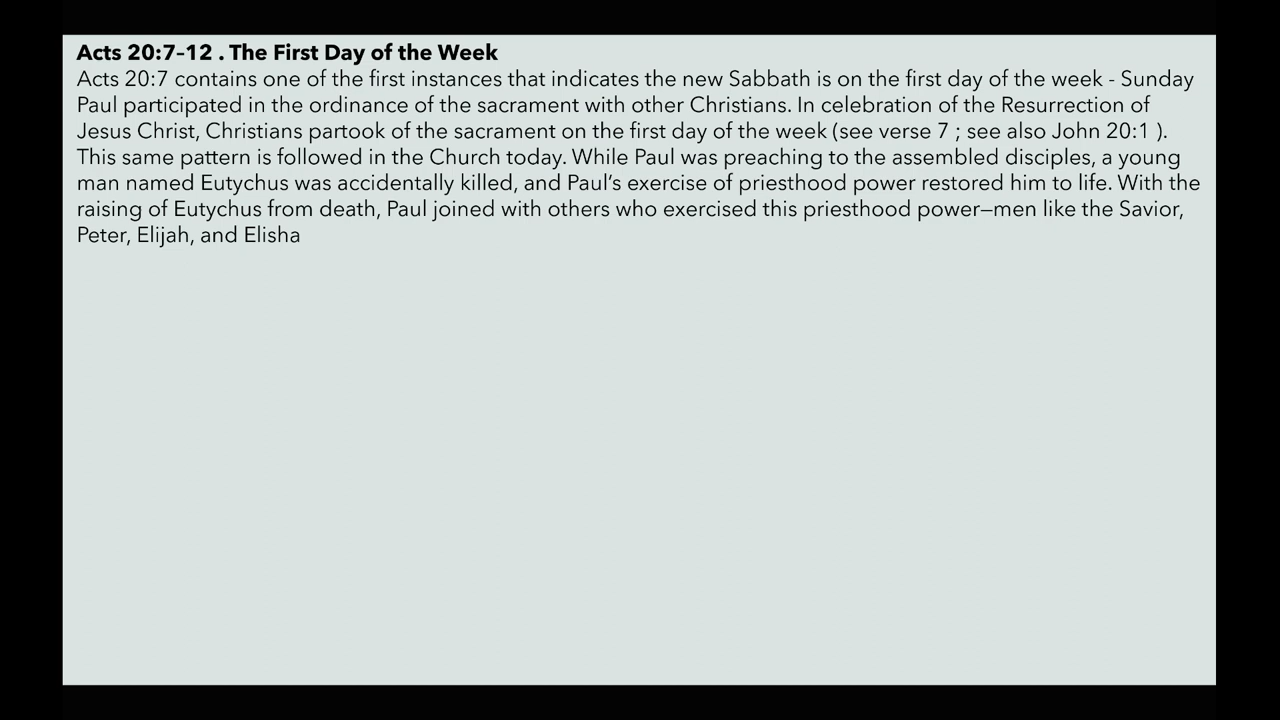 Acts 20:7–12 . The First Day of the Week
Acts 20:7 contains one of the first instances that indicates the new Sabbath is on the first day of the week - Sunday
Paul participated in the ordinance of the sacrament with other Christians. In celebration of the Resurrection of
Jesus Christ, Christians partook of the sacrament on the first day of the week (see verse 7 ; see also John 20:1 ).
This same pattern is followed in the Church today. While Paul was preaching to the assembled disciples, a young
man named Eutychus was accidentally killed, and Paul’s exercise of priesthood power restored him to life. With the
raising of Eutychus from death, Paul joined with others who exercised this priesthood power—men like the Savior,
Peter, Elijah, and Elisha